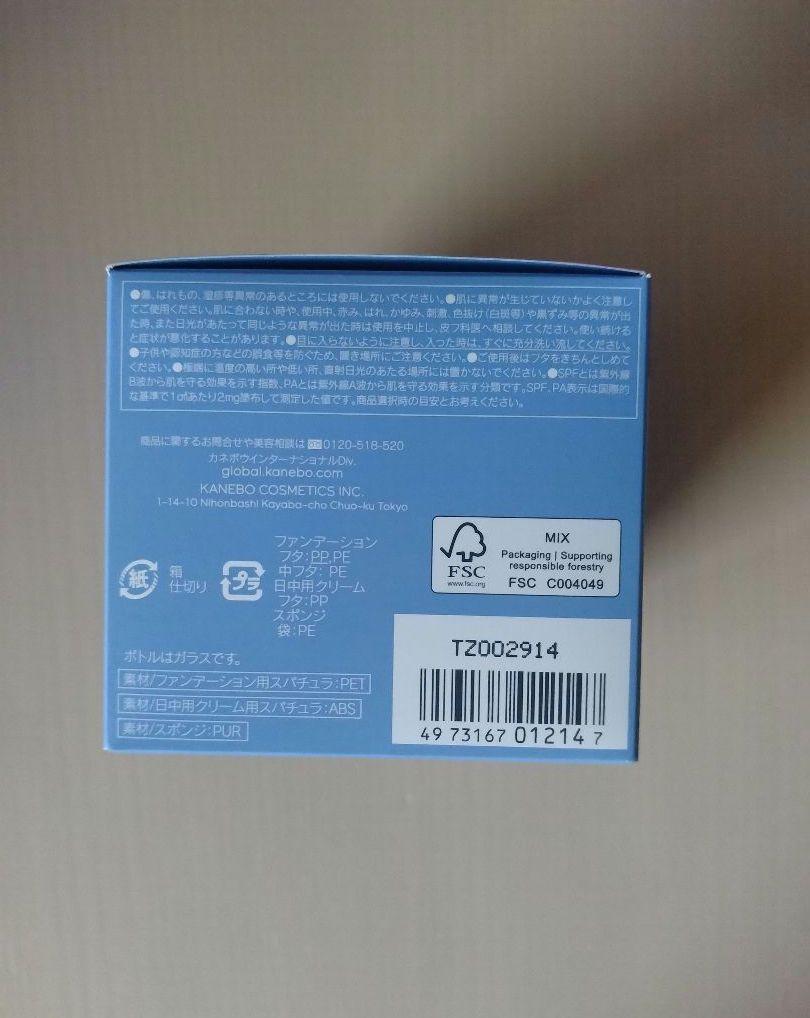 ●傷、はれもの、湿疹等異常のあるところには使用しないでください。●肌に異常が生じていないかよく注意し
てご使用ください。肌に合わない時や、使用中、赤み、はれ、かゆみ、刺激、色抜け(白斑等)や黒ずみ等の異常が出
た時、また日光があたって同じような異常が出た時は使用を中止し、皮フ科医へ相談してください。使い続ける
と症状が悪化することがあります。●目に入らないように注意し、入った時は、すぐに充分洗い流してください。
●子供や認知症の方などの誤食等を防ぐため、置き場所にご注意ください。●ご使用後はフタをきちんとしめて
ください。●極端に温度の高い所や低い所、直射日光のあたる場所には置かないでください。●SPFとは紫外線
B波から肌を守る効果を示す指数、PAとは紫外線A波から肌を守る効果を示す分類です。SPF、PA表示は国際的
な基準で1㎠あたり2mg塗布して測定した値です。商品選択時の目安とお考えください。
商品に関するお問合せや美容相談は 0120-518-520
カネボウインターナショナルDiv.
global.kanebo.com
KANEBO COSMETICS INC.
1-14-10 Nihonbashi Kayaba-cho Chuo-ku Tokyo
紙
箱
仕切り
プラ
ファンデーション
フタ:PP,PE
中フタ: PE
日中用クリーム
フタ:PP
スポンジ
袋:PE
FSC
www.fsc.org
MIX
Packaging | Supporting
responsible forestry
FSC C004049
ボトルはガラスです。
素材/ファンデーション用スパチュラ:PET
素材/日中用クリーム用スパチュラ:ABS
素材/スポンジ:PUR
TZ002914
49 73167 01214 7